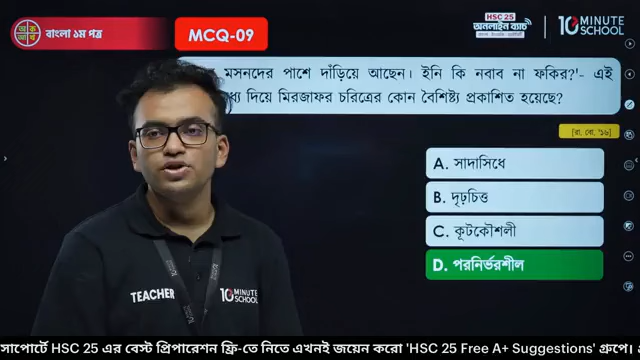 বাংলা ১ম পত্র
MCQ-09
HSC 25
অনলাইন ব্যাচ
10 MINUTE SCHOOL
মসনদের পাশে দাঁড়িয়ে আছেন। ইনি কি নবাব না ফকির?'- এই
ধ্য দিয়ে মিরজাফর চরিত্রের কোন বৈশিষ্ট্য প্রকাশিত হয়েছে?
[রা. বো. '১৬]
A. সাদাসিধে
B. দৃঢ়চিত্ত
C. কূটকৌশলী
D. পরনির্ভরশীল
TEACHER
10 MINUTE SCHOOL
সাপোর্টে HSC 25 এর বেস্ট প্রিপারেশন ফ্রি-তে নিতে এখনই জয়েন করো 'HSC 25 Free A+ Suggestions' গ্রুপে।